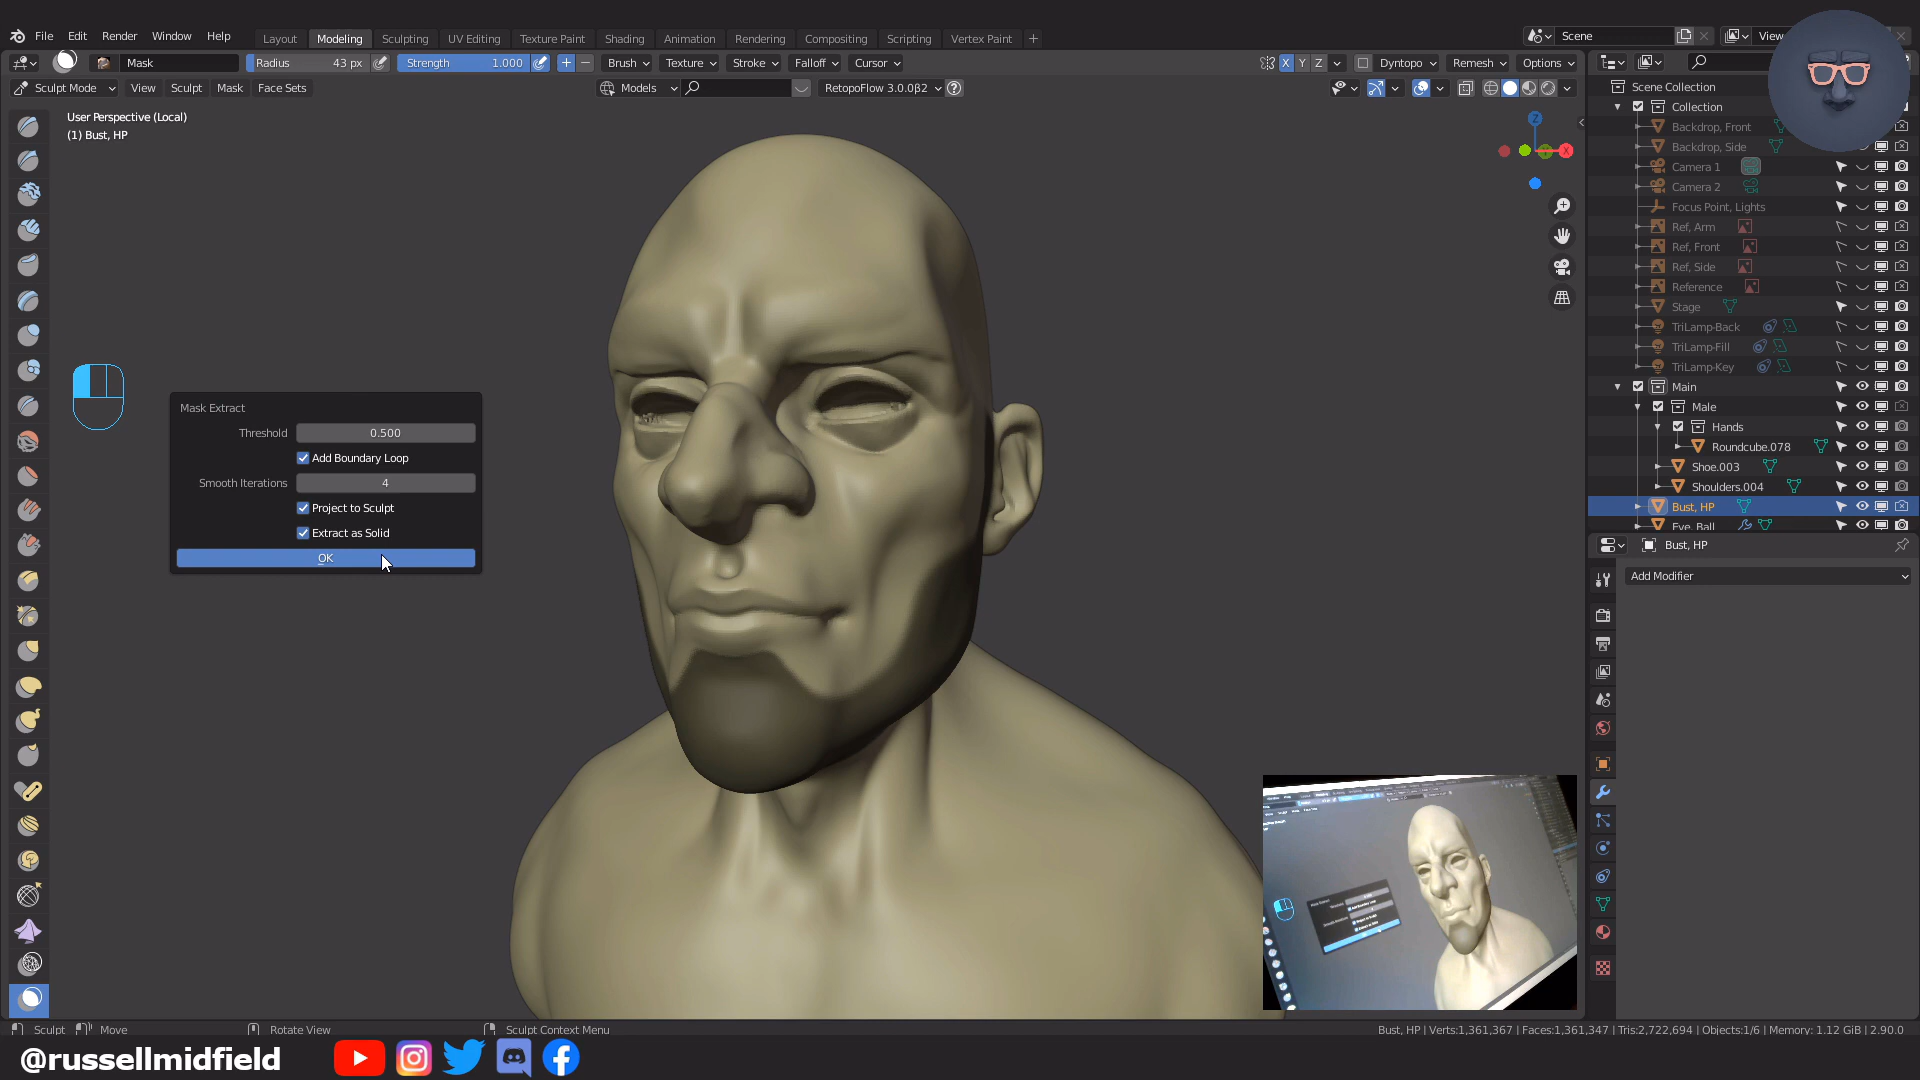 File Edit Render Window Help
Layout Modeling Sculpting UV Editing Texture Paint Shading Animation Rendering Compositing Scripting Vertex Paint +
Scene
View
Mask Radius 43 px Strength 1.000 + − Brush Texture Stroke Falloff Cursor
X Y Z Dyntopo Remesh Options
Sculpt Mode View Sculpt Mask Face Sets
Models RetopoFlow 3.0.0β2 ?
User Perspective (Local)
(1) Bust, HP
Z
X
Mask Extract
Threshold 0.500
Add Boundary Loop
Smooth Iterations 4
Project to Sculpt
Extract as Solid
OK
Scene Collection
Collection
Backdrop, Front
Backdrop, Side
Camera 1
Camera 2
Focus Point, Lights
Ref, Arm
Ref, Front
Ref, Side
Reference
Stage
TriLamp-Back
TriLamp-Fill
TriLamp-Key
Main
Male
Hands
Roundcube.078
Shoe.003
Shoulders.004
Bust, HP
Eye, Ball
Bust, HP
Add Modifier
Sculpt Move Rotate View Sculpt Context Menu
Bust, HP | Verts:1,361,367 | Faces:1,361,347 | Tris:2,722,694 | Objects:1/6 | Memory: 1.12 GiB | 2.90.0
@russellmidfield